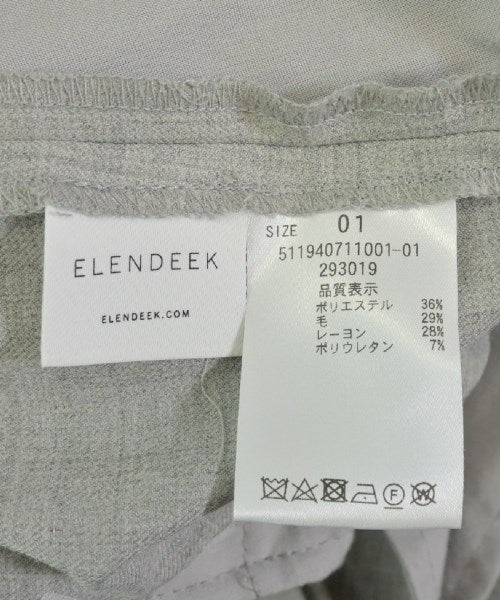 ELENDEEK
ELENDEEK.COM
SIZE 01
511940711001-01
293019
品質表示
ポリエステル 36%
毛 29%
レーヨン 28%
ポリウレタン 7%
F W